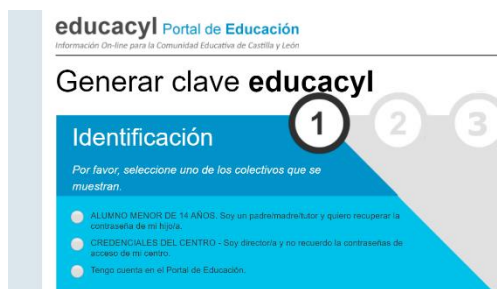 educacyl Portal de Educación
Información On-line para la Comunidad Educativa de Castilla y León
Generar clave educacyl
1 2 3
Identificación
Por favor, seleccione uno de los colectivos que se
muestran.
ALUMNO MENOR DE 14 AÑOS. Soy un padre/madre/tutor y quiero recuperar la
contraseña de mi hijo/a.
CREDENCIALES DEL CENTRO - Soy director/a y no recuerdo la contraseñas de
acceso de mi centro.
Tengo cuenta en el Portal de Educación.